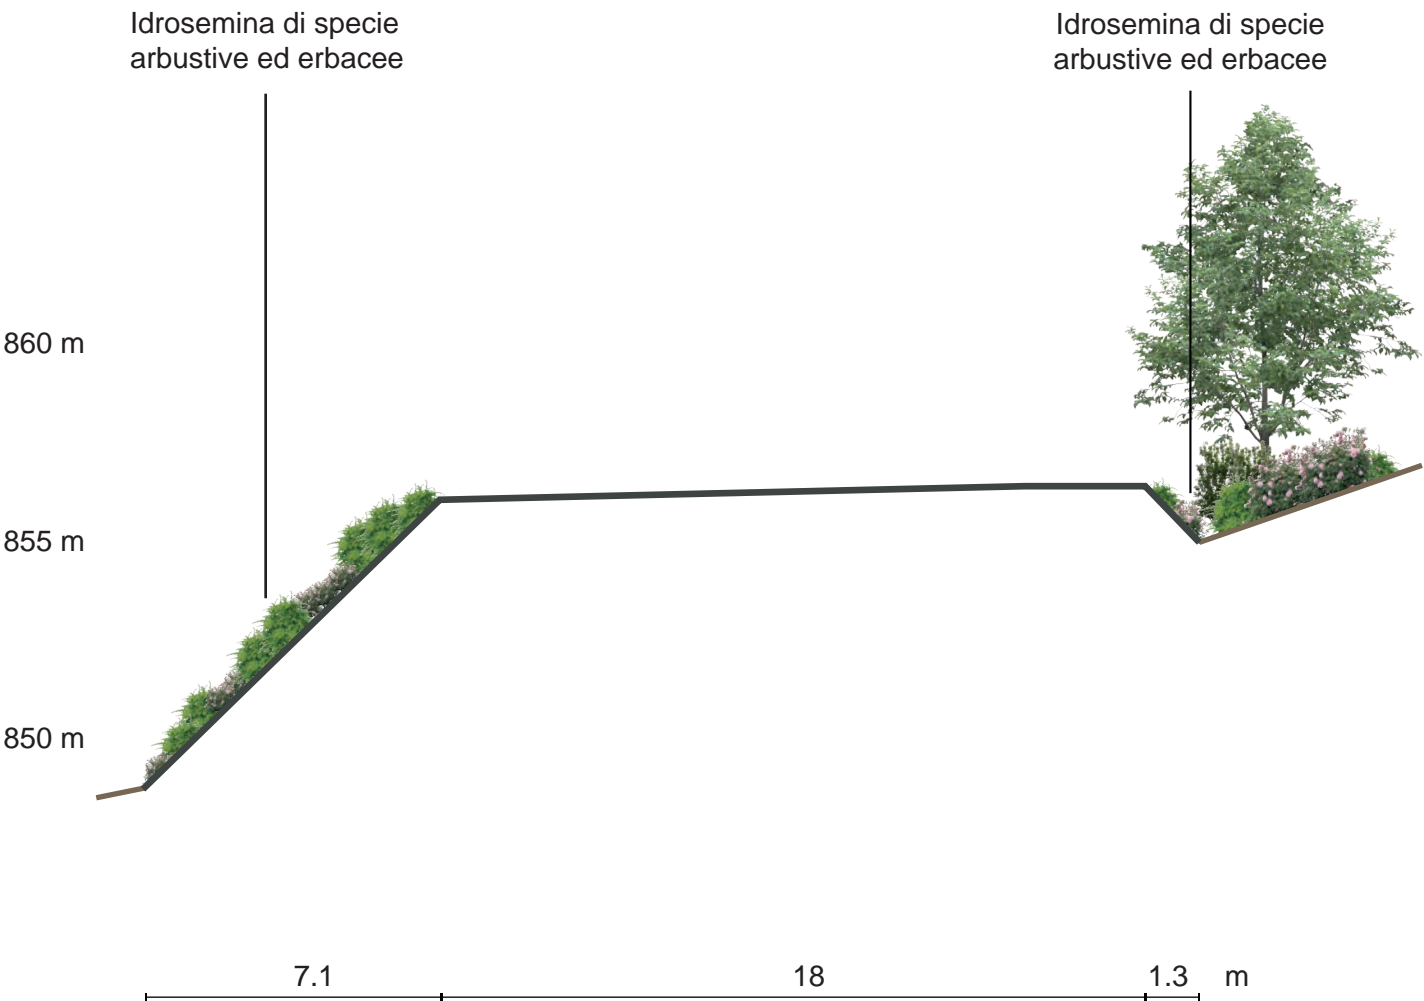 Idrosemina di specie
arbustive ed erbacee
Idrosemina di specie
arbustive ed erbacee
860 m
855 m
850 m
7.1 18 1.3 m